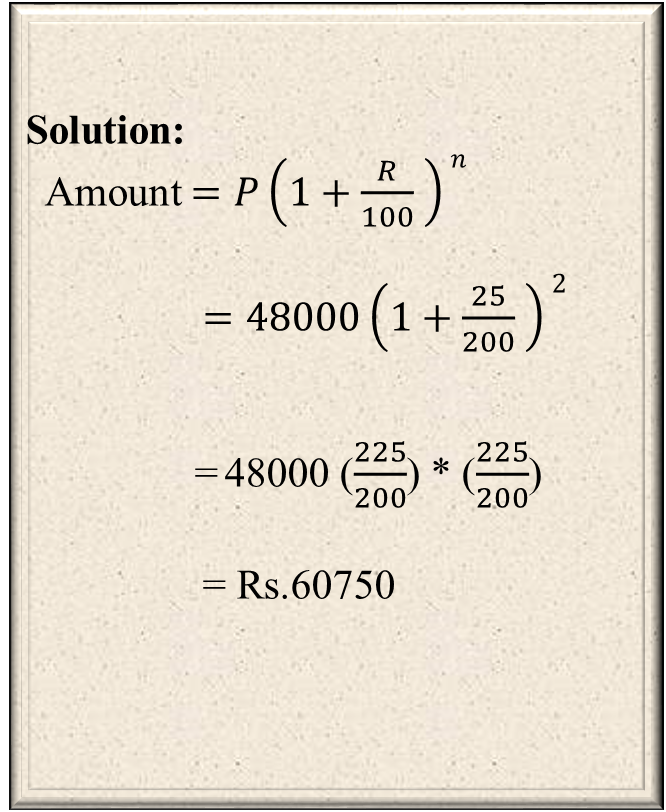 Solution:
Amount = P (1 + R/100)^n
= 48000 (1 + 25/200)^2
= 48000 (225/200) * (225/200)
= Rs.60750